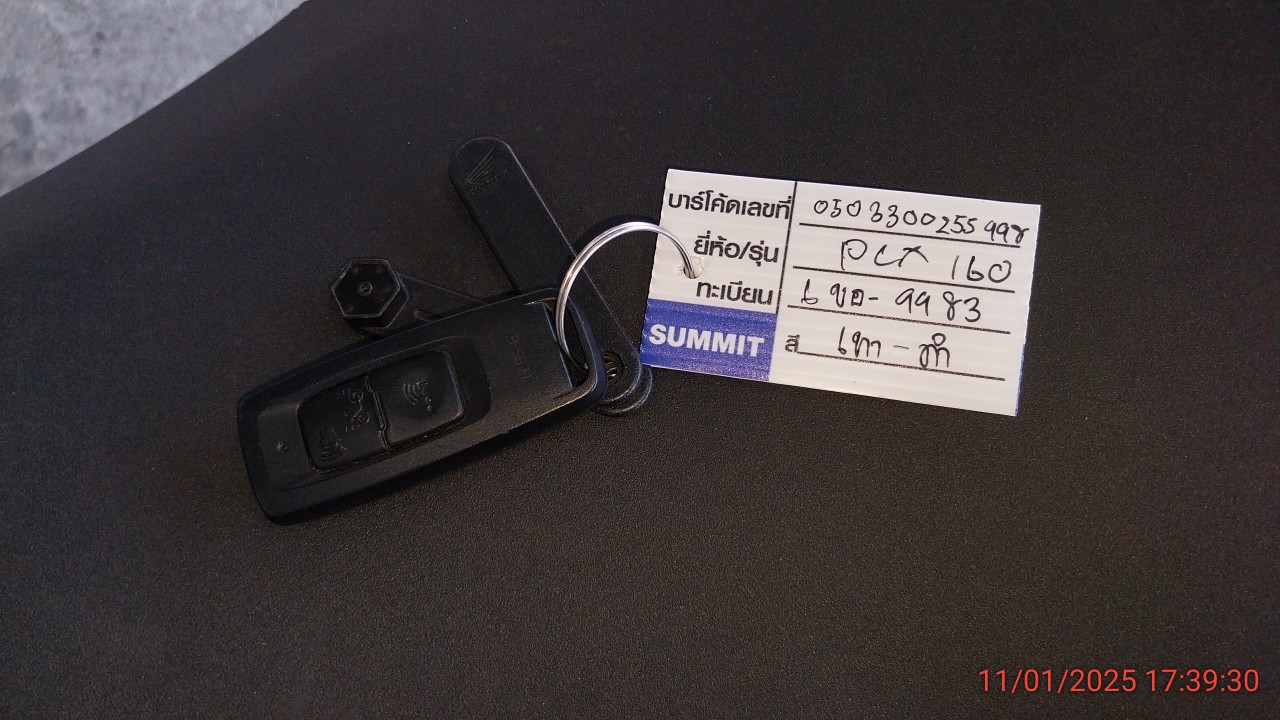 บาร์โค้ดเลขที่ 0503300255998
ยี่ห้อ/รุ่น PCX 160
ทะเบียน 6 ขอ - 9983
สี เทา - ดำ
SUMMIT
11/01/2025 17:39:30